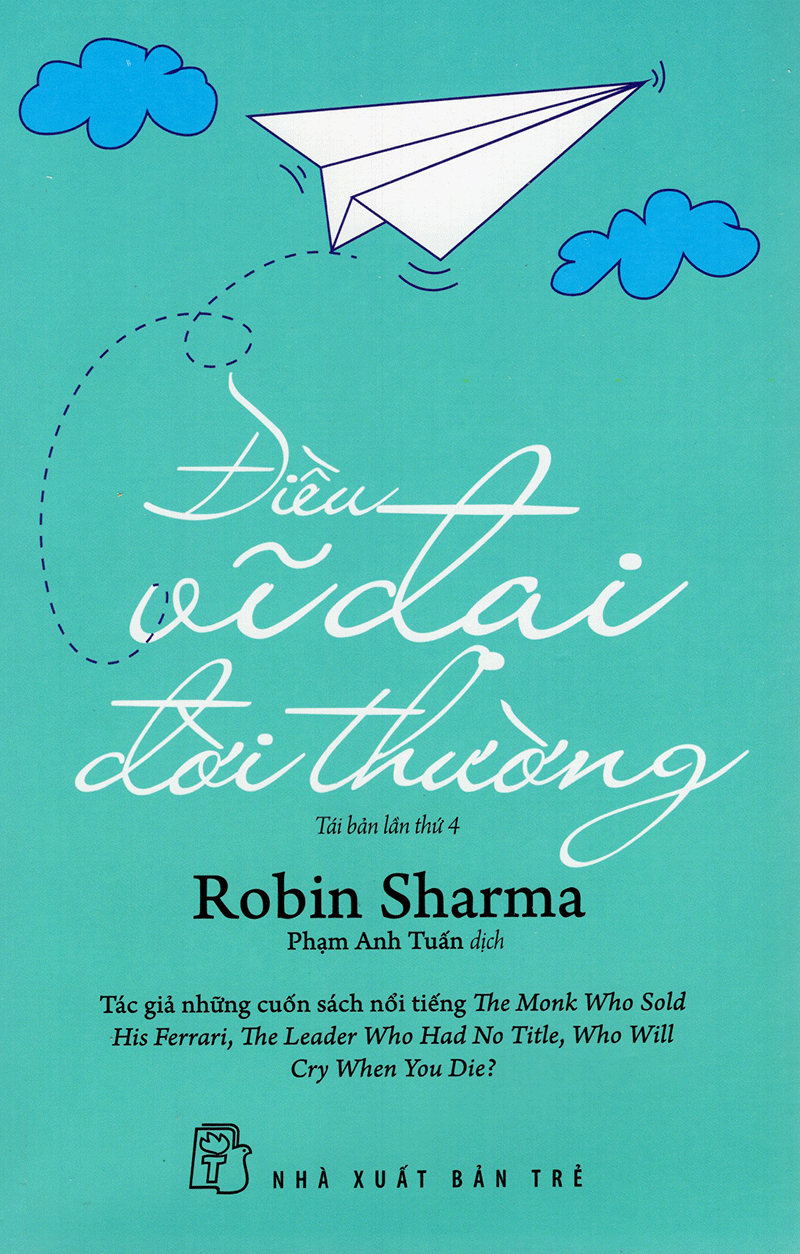 Điều
vĩ đại
đời thường
Tái bản lần thứ 4
Robin Sharma
Phạm Anh Tuấn dịch
Tác giả những cuốn sách nổi tiếng The Monk Who Sold
His Ferrari, The Leader Who Had No Title, Who Will
Cry When You Die?
T
NHÀ XUẤT BẢN TRẺ